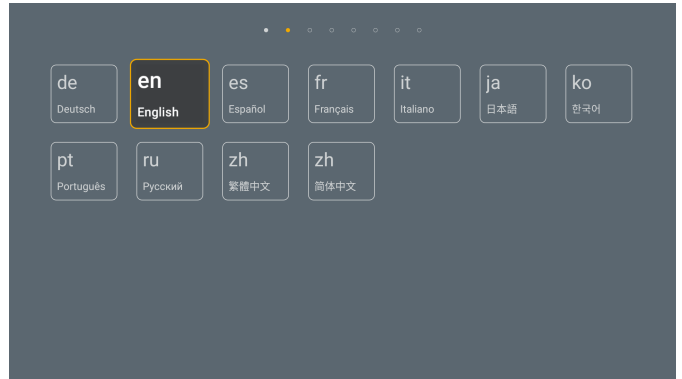 de
Deutsch
en
English
es
Español
fr
Français
it
Italiano
ja
日本語
ko
한국어
pt
Português
ru
Русский
zh
繁體中文
zh
简体中文